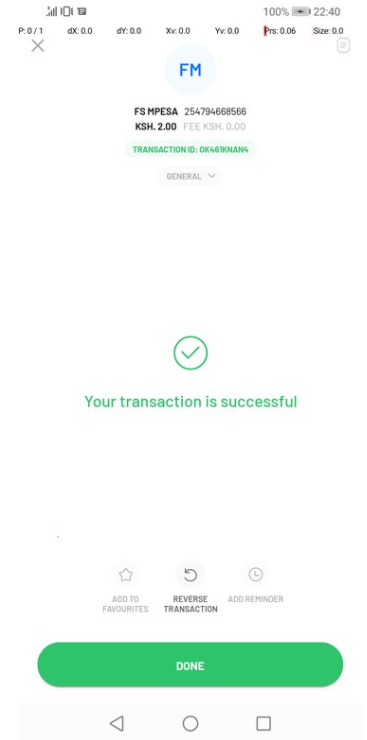 100% 22:40
P: 0 / 1 dX: 0.0 dY: 0.0 Xv: 0.0 Yv: 0.0 Prs: 0.06 Size: 0.0
FM
FS MPESA 254794668566
KSH. 2.00 FEE KSH. 0.00
TRANSACTION ID: OK461KNAN4
GENERAL
Your transaction is successful
ADD TO
FAVOURITES
REVERSE
TRANSACTION
ADD REMINDER
DONE